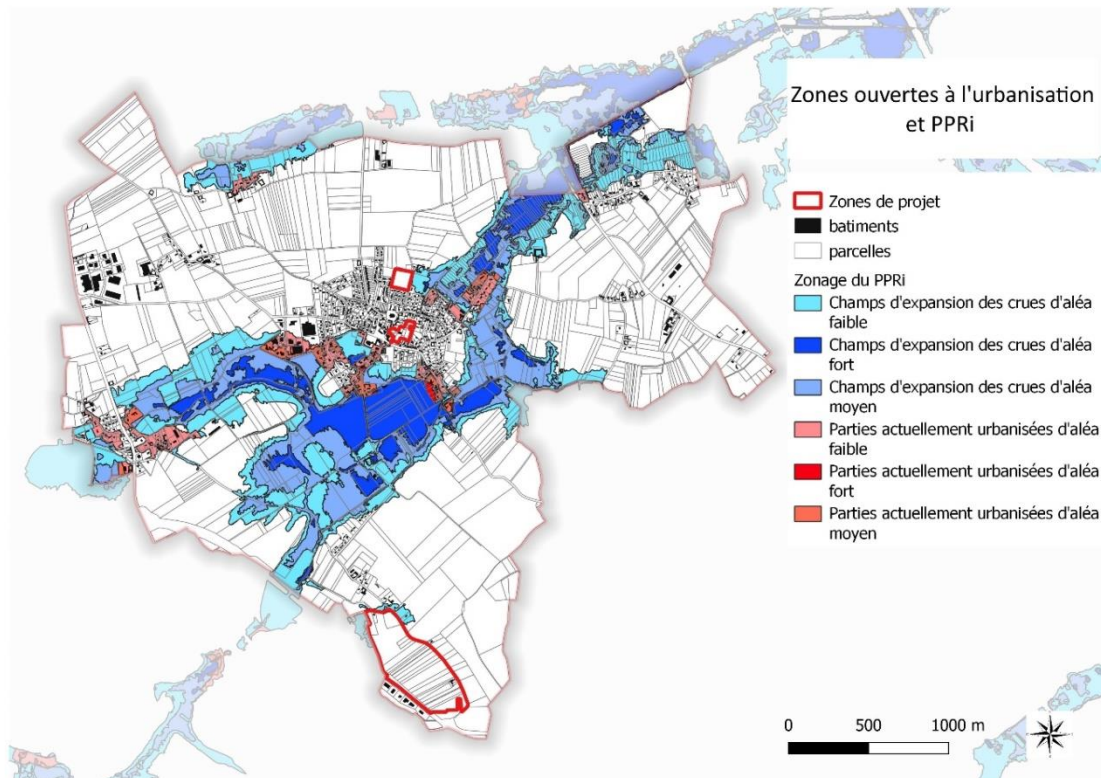 Zones ouvertes à l'urbanisation
et PPRi
Zones de projet
batiments
parcelles
Zonage du PPRi
Champs d'expansion des crues d'aléa
faible
Champs d'expansion des crues d'aléa
fort
Champs d'expansion des crues d'aléa
moyen
Parties actuellement urbanisées d'aléa
faible
Parties actuellement urbanisées d'aléa
fort
Parties actuellement urbanisées d'aléa
moyen
0 500 1000 m